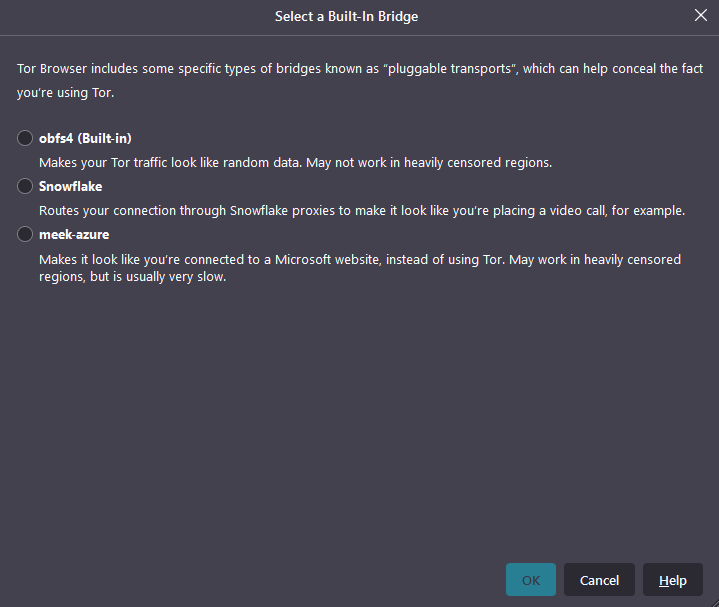 Select a Built-In Bridge
Tor Browser includes some specific types of bridges known as “pluggable transports”, which can help conceal the fact
you’re using Tor.
obfs4 (Built-in)
Makes your Tor traffic look like random data. May not work in heavily censored regions.
Snowflake
Routes your connection through Snowflake proxies to make it look like you’re placing a video call, for example.
meek-azure
Makes it look like you’re connected to a Microsoft website, instead of using Tor. May work in heavily censored
regions, but is usually very slow.
OK Cancel Help